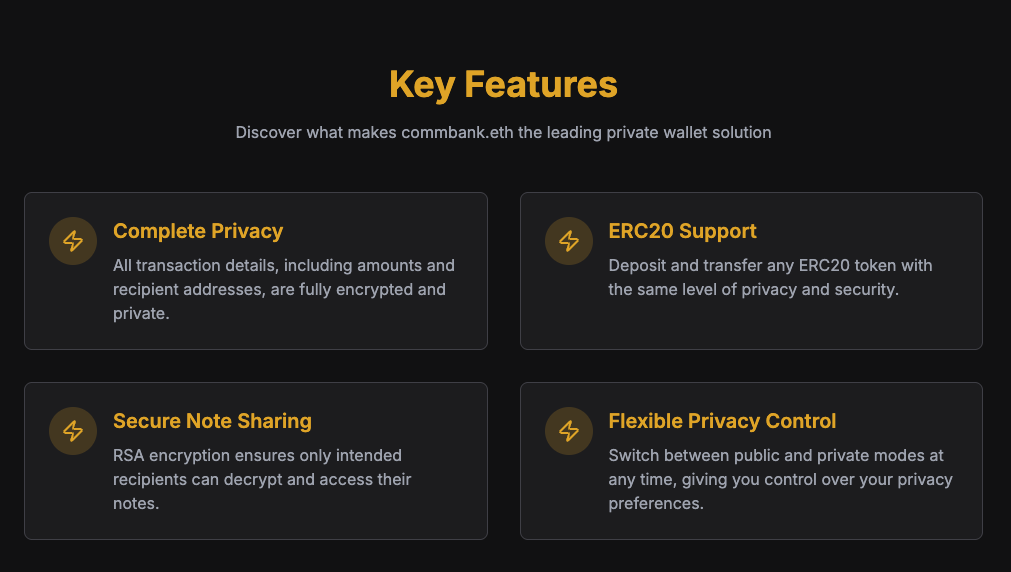 Key Features
Discover what makes commbank.eth the leading private wallet solution
Complete Privacy
All transaction details, including amounts and
recipient addresses, are fully encrypted and
private.
ERC20 Support
Deposit and transfer any ERC20 token with
the same level of privacy and security.
Secure Note Sharing
RSA encryption ensures only intended
recipients can decrypt and access their
notes.
Flexible Privacy Control
Switch between public and private modes at
any time, giving you control over your privacy
preferences.